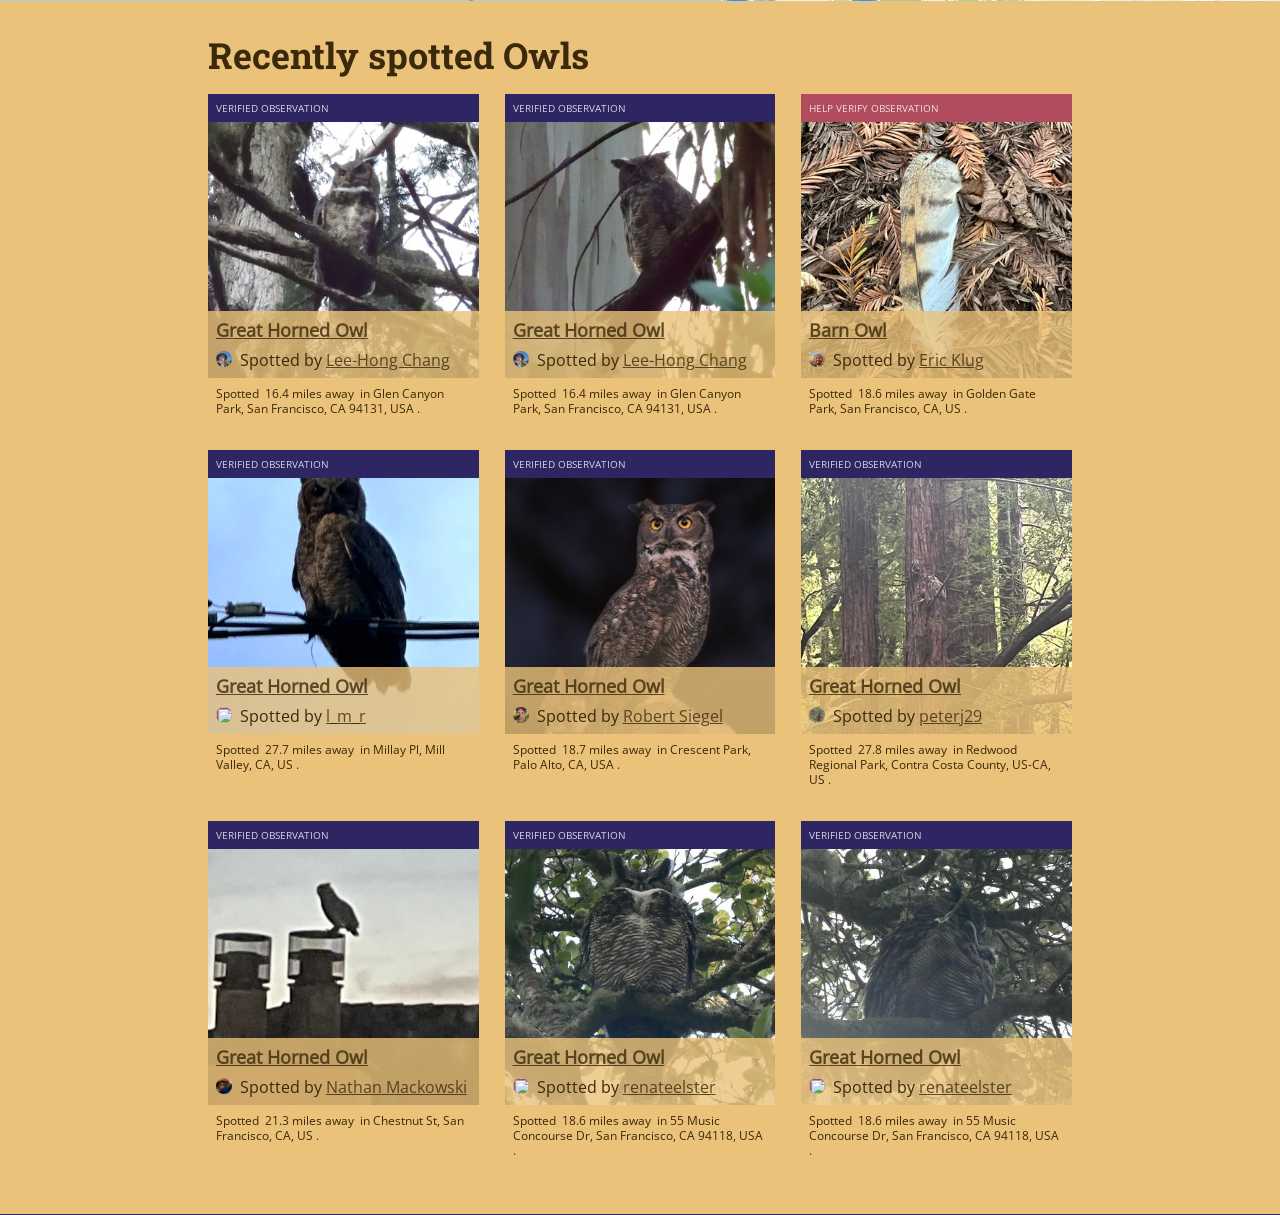 Recently spotted Owls
VERIFIED OBSERVATION
Great Horned Owl
Spotted by Lee-Hong Chang
Spotted 16.4 miles away in Glen Canyon
Park, San Francisco, CA 94131, USA .
VERIFIED OBSERVATION
Great Horned Owl
Spotted by Lee-Hong Chang
Spotted 16.4 miles away in Glen Canyon
Park, San Francisco, CA 94131, USA .
HELP VERIFY OBSERVATION
Barn Owl
Spotted by Eric Klug
Spotted 18.6 miles away in Golden Gate
Park, San Francisco, CA, US .
VERIFIED OBSERVATION
Great Horned Owl
Spotted by l_m_r
Spotted 27.7 miles away in Millay Pl, Mill
Valley, CA, US .
VERIFIED OBSERVATION
Great Horned Owl
Spotted by Robert Siegel
Spotted 18.7 miles away in Crescent Park,
Palo Alto, CA, USA .
VERIFIED OBSERVATION
Great Horned Owl
Spotted by peterj29
Spotted 27.8 miles away in Redwood
Regional Park, Contra Costa County, US-CA,
US .
VERIFIED OBSERVATION
Great Horned Owl
Spotted by Nathan Mackowski
Spotted 21.3 miles away in Chestnut St, San
Francisco, CA, US .
VERIFIED OBSERVATION
Great Horned Owl
Spotted by renateelster
Spotted 18.6 miles away in 55 Music
Concourse Dr, San Francisco, CA 94118, USA
.
VERIFIED OBSERVATION
Great Horned Owl
Spotted by renateelster
Spotted 18.6 miles away in 55 Music
Concourse Dr, San Francisco, CA 94118, USA
.